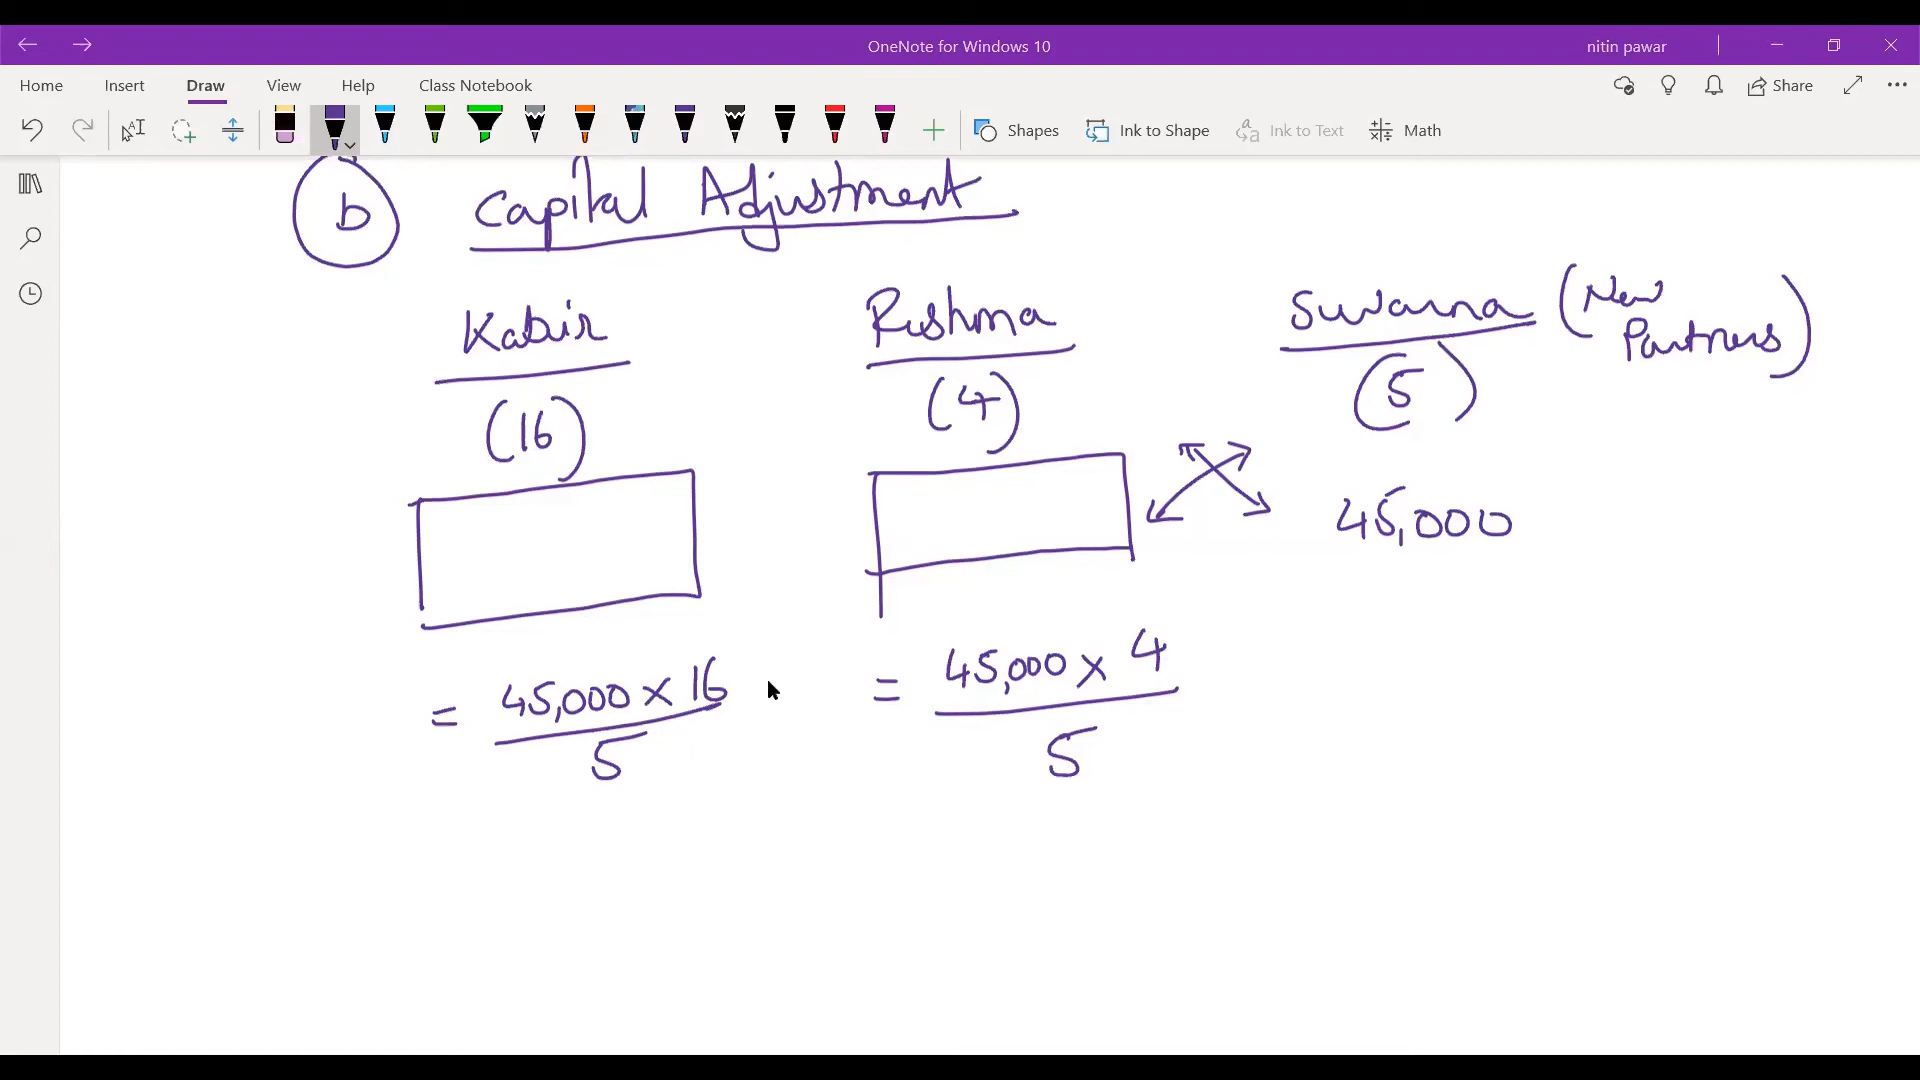 OneNote for Windows 10
nitin pawar
Home Insert Draw View Help Class Notebook
Share
Shapes Ink to Shape Ink to Text Math
b Capital Adjustment
Kabir Rushma Suvarna (New Partners)
(16) (4) (5)
45,000
= 45,000 × 16 = 45,000 × 4
5 5